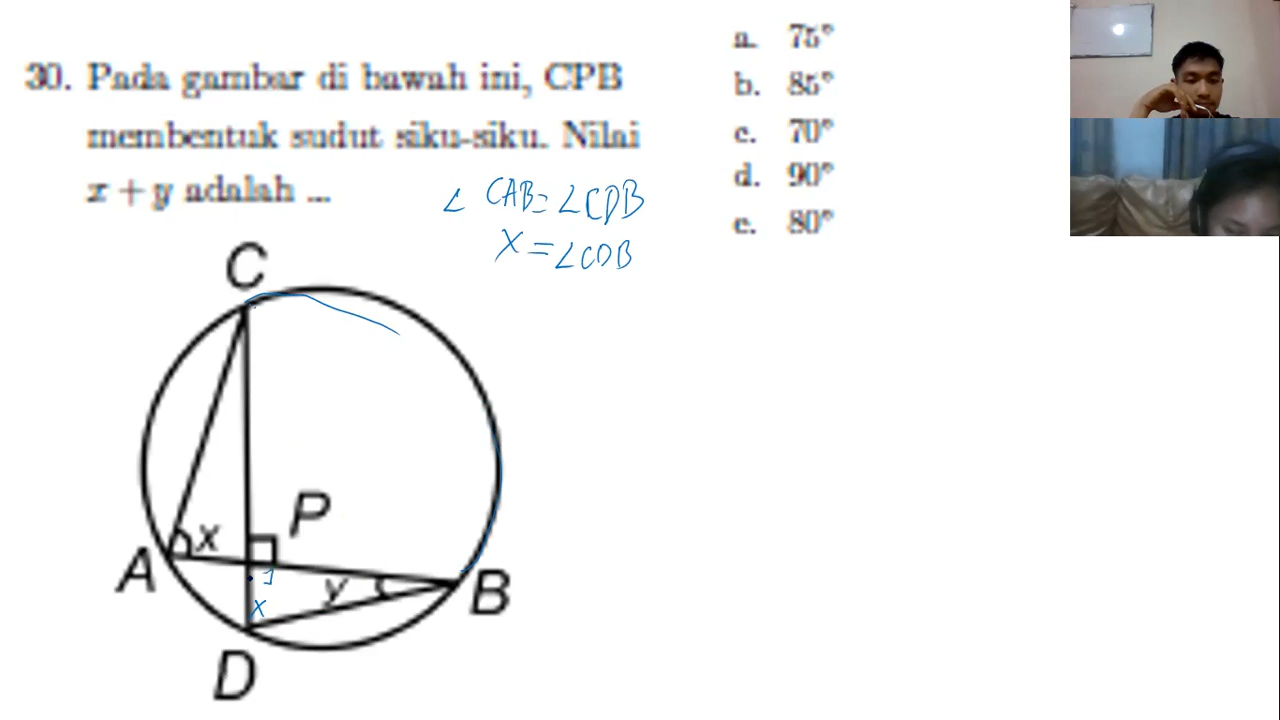 30. Pada gambar di bawah ini, CPB
membentuk sudut siku-siku. Nilai
x + y adalah ...
a. 75°
b. 85°
c. 70°
d. 90°
e. 80°
∠ CAB = ∠CDB
x = ∠CDB
C
P
x
A
y
B
x
D